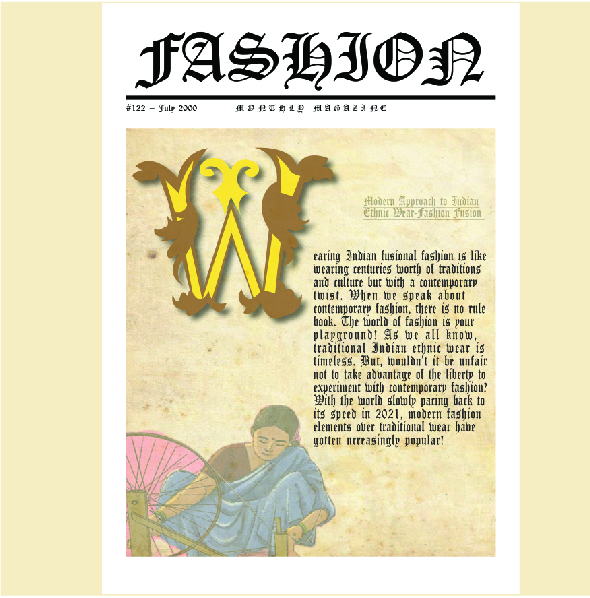 FASHION
#122 – July 2000 MONTHLY MAGAZINE
Modern Approach to Indian
Ethnic Wear-Fashion Fusion
W
earing Indian fusional fashion is like
wearing centuries worth of traditions
and culture but with a contemporary
twist. When we speak about
contemporary fashion, there is no rule
book. The world of fashion is your
playground! As we all know,
traditional Indian ethnic wear is
timeless. But, wouldn't it be unfair
not to take advantage of the liberty to
experiment with contemporary fashion?
With the world slowly pacing back to
its speed in 2021, modern fashion
elements over traditional wear have
gotten ncreasingly popular!